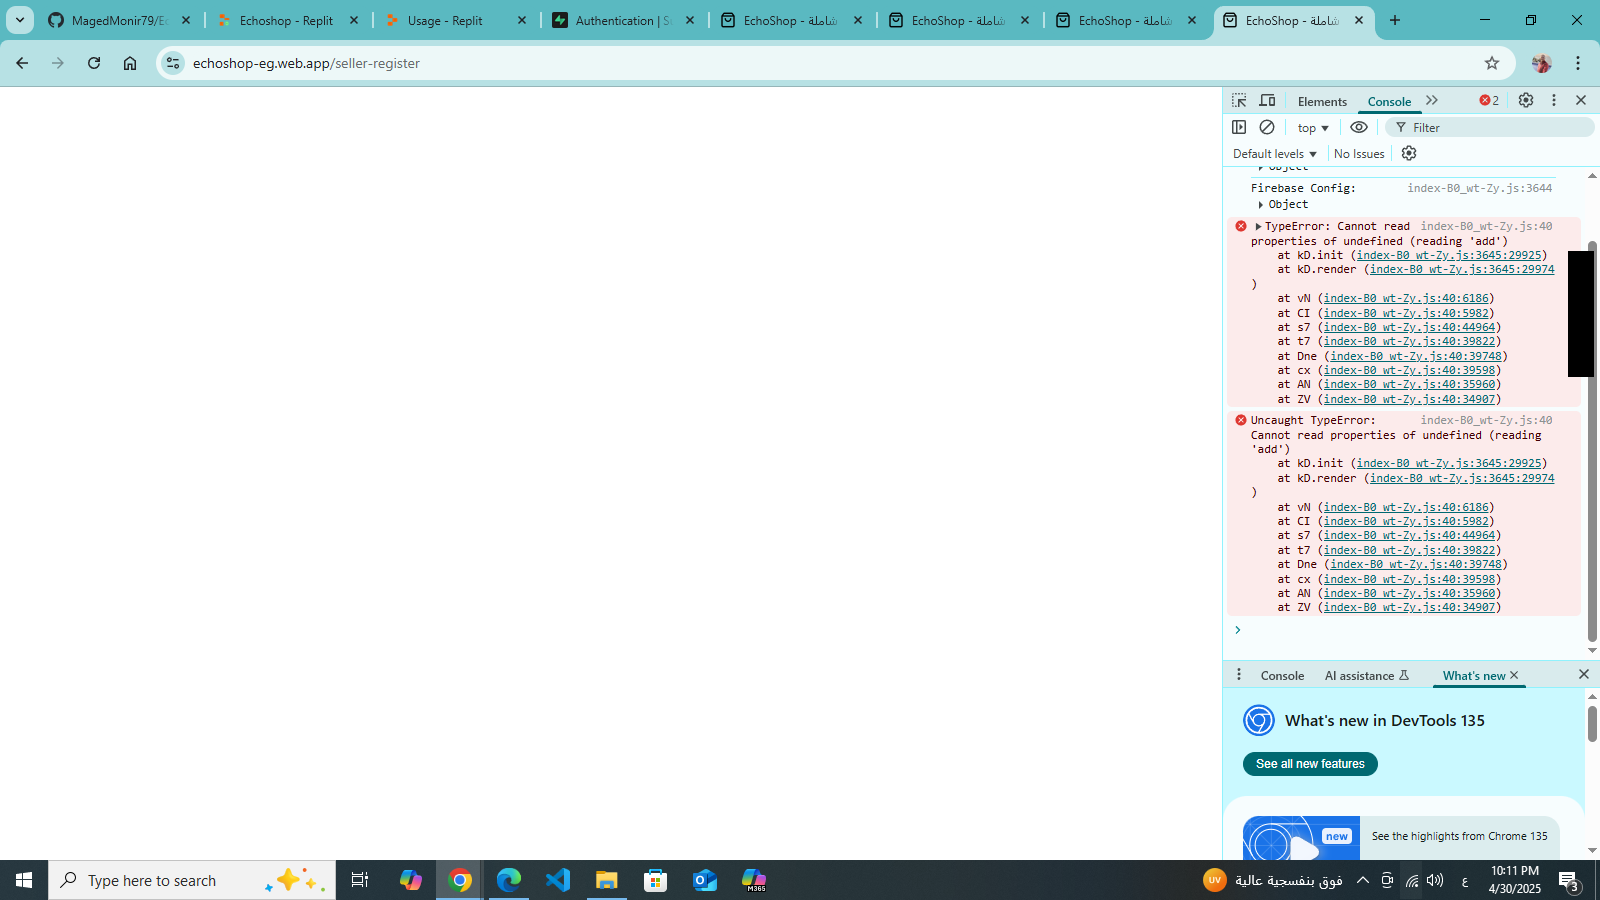 MagedMonir79/Ec
Echoshop - Replit
Usage - Replit
Authentication | Su
EchoShop - شاملة
EchoShop - شاملة
EchoShop - شاملة
EchoShop - شاملة
echoshop-eg.web.app/seller-register
Elements
Console
2
top
Filter
Default levels
No Issues
Object
Firebase Config: index-B0_wt-Zy.js:3644
Object
TypeError: Cannot read index-B0_wt-Zy.js:40
properties of undefined (reading 'add')
at kD.init (index-B0_wt-Zy.js:3645:29925)
at kD.render (index-B0_wt-Zy.js:3645:29974
)
at vN (index-B0_wt-Zy.js:40:6186)
at CI (index-B0_wt-Zy.js:40:5982)
at s7 (index-B0_wt-Zy.js:40:44964)
at t7 (index-B0_wt-Zy.js:40:39822)
at Dne (index-B0_wt-Zy.js:40:39748)
at cx (index-B0_wt-Zy.js:40:39598)
at AN (index-B0_wt-Zy.js:40:35960)
at ZV (index-B0_wt-Zy.js:40:34907)
Uncaught TypeError: index-B0_wt-Zy.js:40
Cannot read properties of undefined (reading
'add')
at kD.init (index-B0_wt-Zy.js:3645:29925)
at kD.render (index-B0_wt-Zy.js:3645:29974
)
at vN (index-B0_wt-Zy.js:40:6186)
at CI (index-B0_wt-Zy.js:40:5982)
at s7 (index-B0_wt-Zy.js:40:44964)
at t7 (index-B0_wt-Zy.js:40:39822)
at Dne (index-B0_wt-Zy.js:40:39748)
at cx (index-B0_wt-Zy.js:40:39598)
at AN (index-B0_wt-Zy.js:40:35960)
at ZV (index-B0_wt-Zy.js:40:34907)
Console
AI assistance
What's new
What's new in DevTools 135
See all new features
new
See the highlights from Chrome 135
Type here to search
M365
UV
فوق بنفسجية عالية
ع
10:11 PM
4/30/2025
3